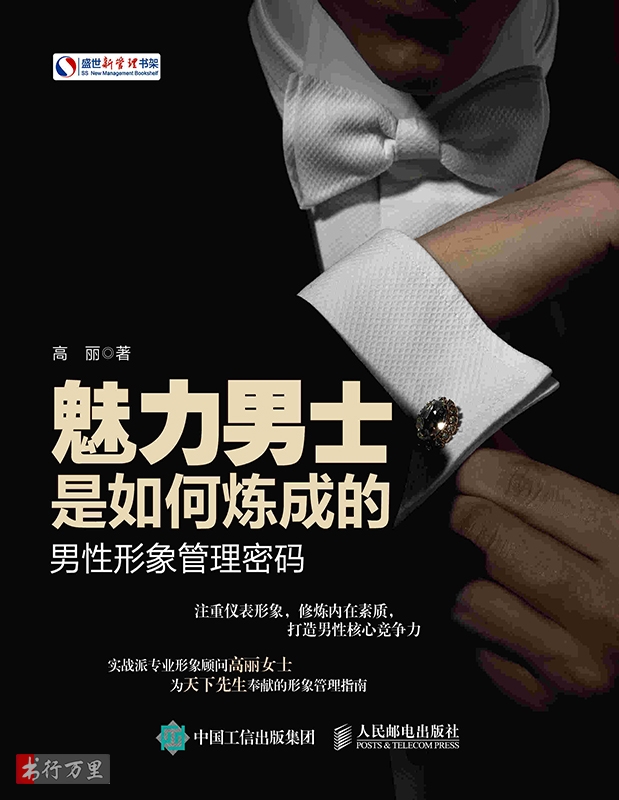 盛世新管理书架
SS New Management Bookshelf
高 丽◎著
魅力男士
是如何炼成的
男性形象管理密码
注重仪表形象，修炼内在素质，
打造男性核心竞争力
实战派专业形象顾问高丽女士
为天下先生奉献的形象管理指南
中国工信出版集团
人民邮电出版社
POSTS & TELECOM PRESS
书行万里